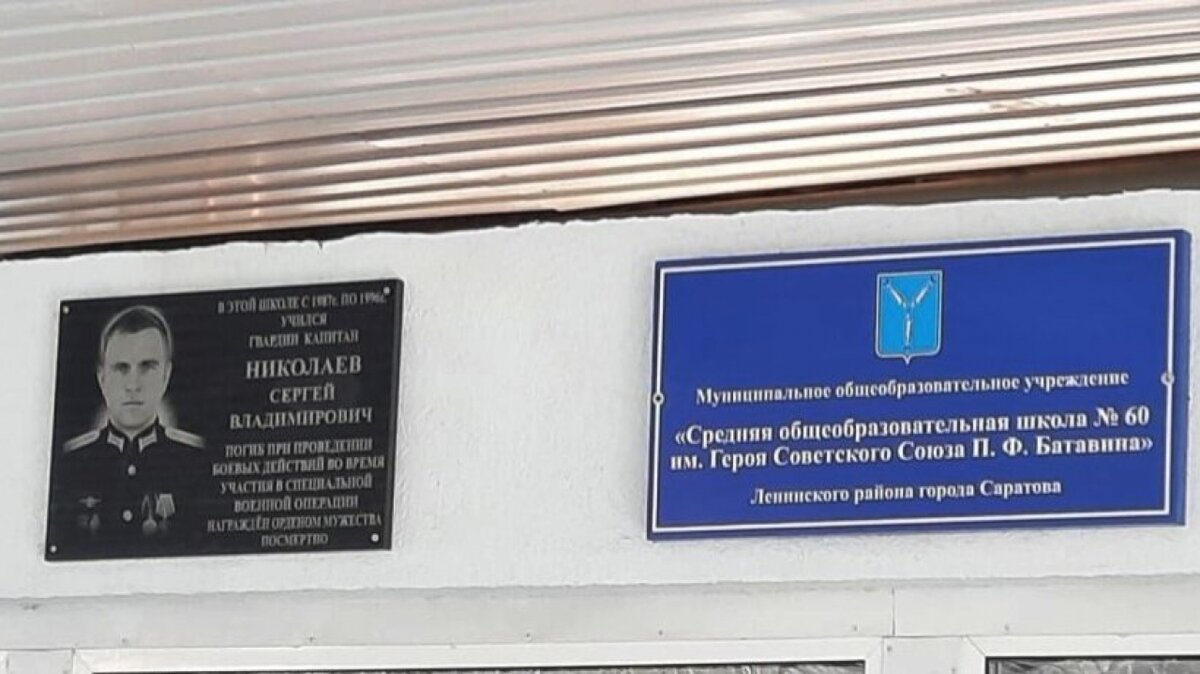 В ЭТОЙ ШКОЛЕ С 1987г. ПО 1996г.
УЧИЛСЯ
ГВАРДИИ КАПИТАН
НИКОЛАЕВ
СЕРГЕЙ
ВЛАДИМИРОВИЧ
ПОГИБ ПРИ ПРОВЕДЕНИИ
БОЕВЫХ ДЕЙСТВИЙ ВО ВРЕМЯ
УЧАСТИЯ В СПЕЦИАЛЬНОЙ
ВОЕННОЙ ОПЕРАЦИИ
НАГРАЖДЁН ОРДЕНОМ МУЖЕСТВА
ПОСМЕРТНО
Муниципальное общеобразовательное учреждение
«Средняя общеобразовательная школа № 60
им. Героя Советского Союза П. Ф. Батавина»
Ленинского района города Саратова